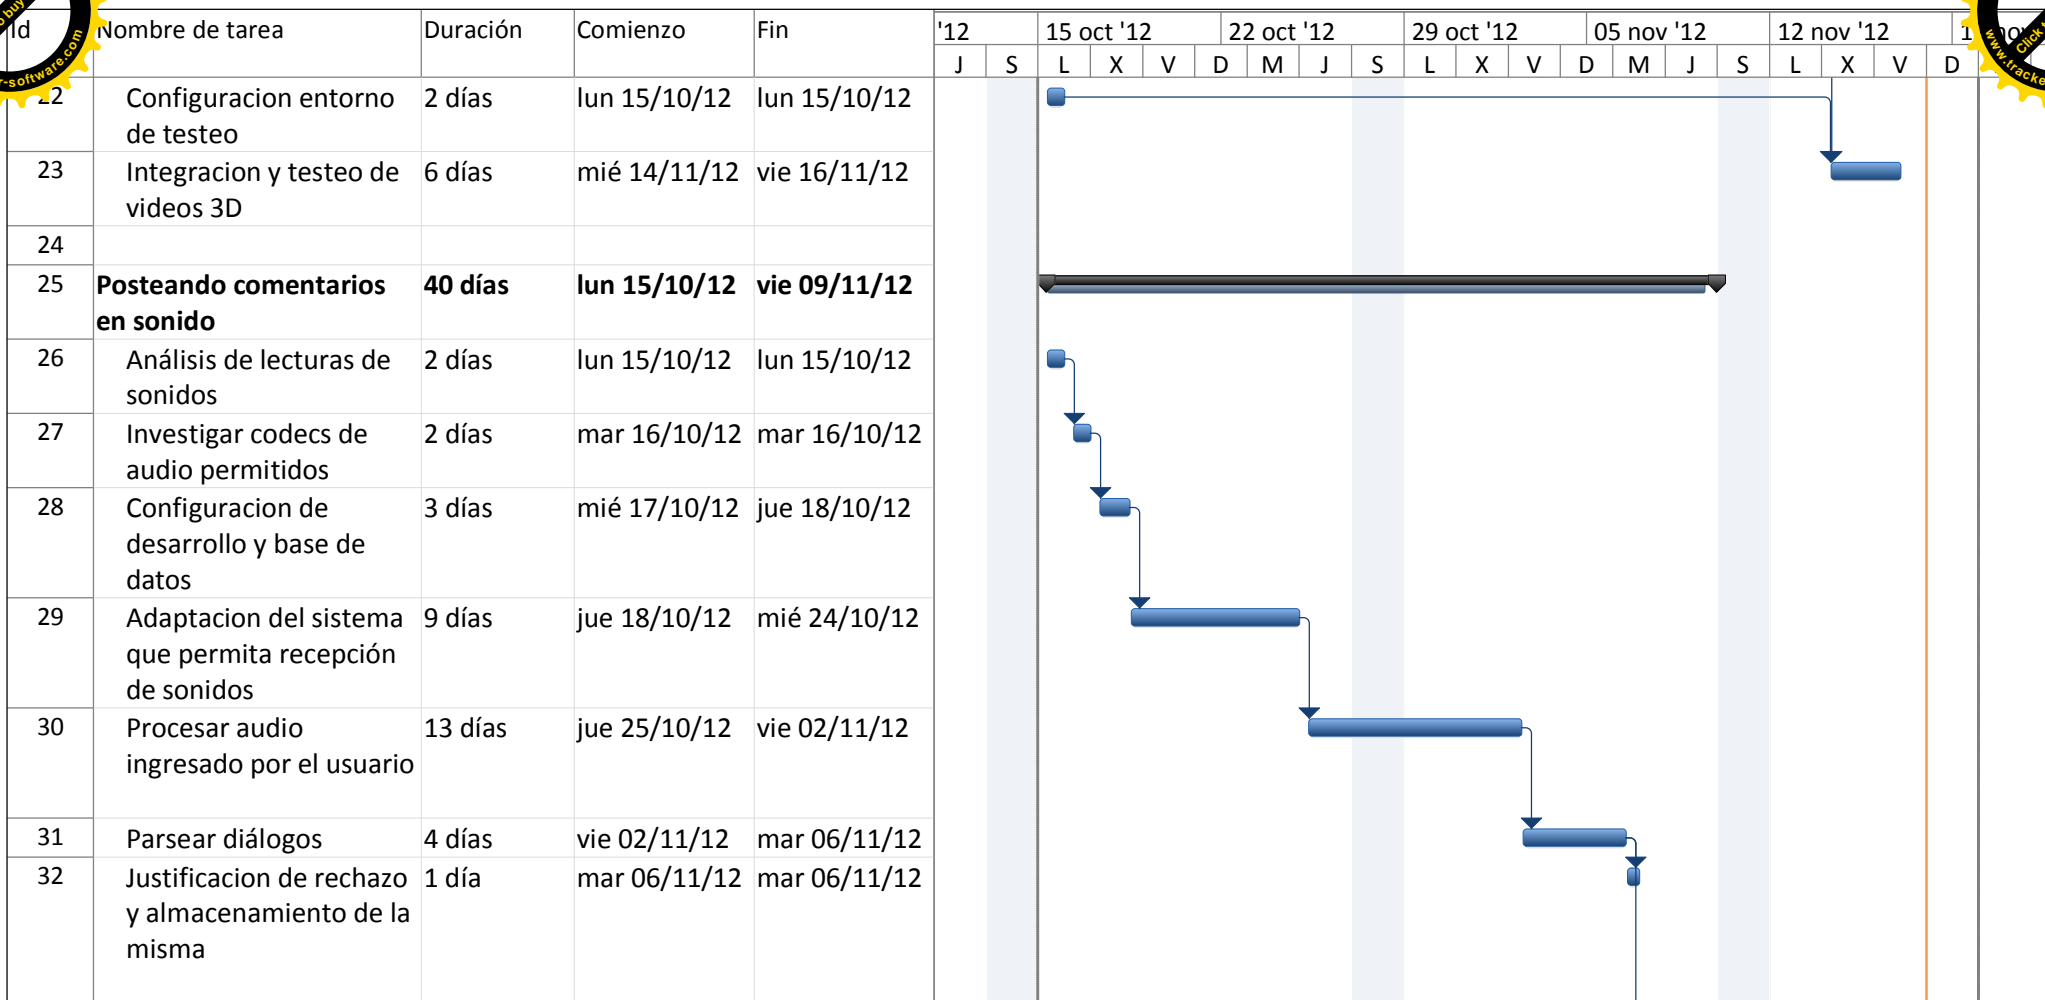 Id Nombre de tarea Duración Comienzo Fin '12 15 oct '12 22 oct '12 29 oct '12 05 nov '12 12 nov '12
J S L X V D M J S L X V D M J S L X V D
22 Configuracion entorno 2 días lun 15/10/12 lun 15/10/12
de testeo
23 Integracion y testeo de 6 días mié 14/11/12 vie 16/11/12
videos 3D
24
25 Posteando comentarios 40 días lun 15/10/12 vie 09/11/12
en sonido
26 Análisis de lecturas de 2 días lun 15/10/12 lun 15/10/12
sonidos
27 Investigar codecs de 2 días mar 16/10/12 mar 16/10/12
audio permitidos
28 Configuracion de 3 días mié 17/10/12 jue 18/10/12
desarrollo y base de
datos
29 Adaptacion del sistema 9 días jue 18/10/12 mié 24/10/12
que permita recepción
de sonidos
30 Procesar audio 13 días jue 25/10/12 vie 02/11/12
ingresado por el usuario
31 Parsear diálogos 4 días vie 02/11/12 mar 06/11/12
32 Justificacion de rechazo 1 día mar 06/11/12 mar 06/11/12
y almacenamiento de la
misma
to buy
r-software.com
Click
www.tracke